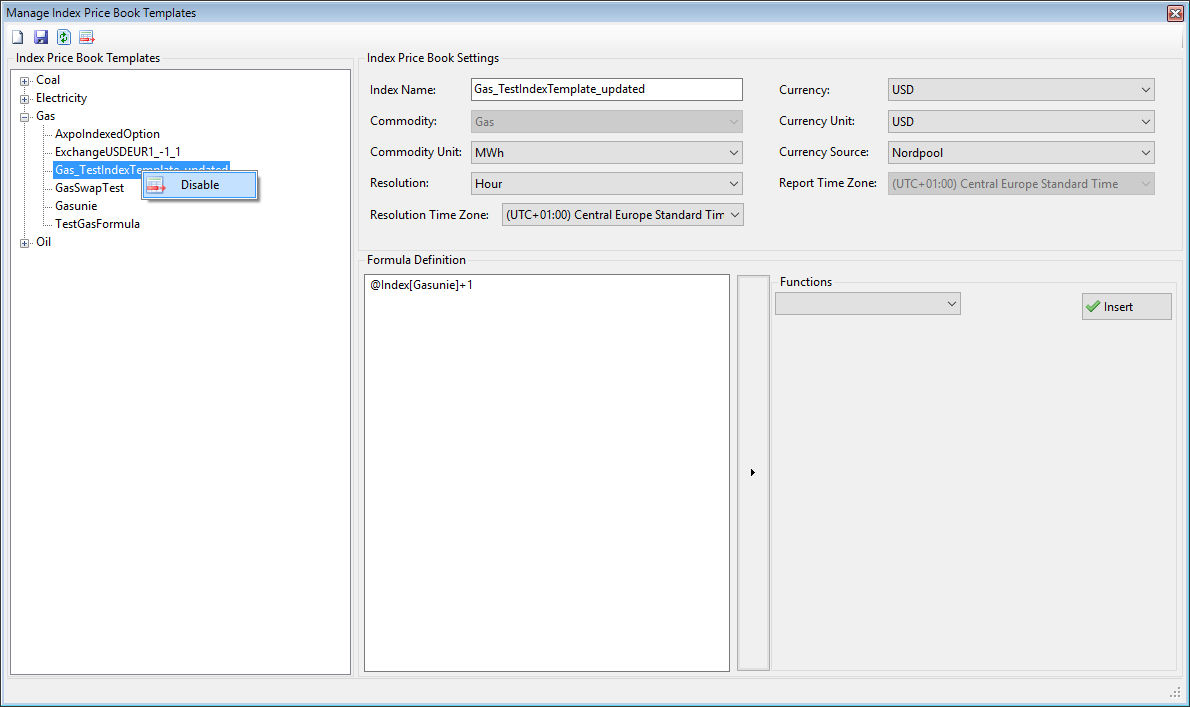 Manage Index Price Book Templates
Index Price Book Templates
Coal
Electricity
Gas
AxpoIndexedOption
ExchangeUSDEUR1_-1_1
Gas_TestIndexTemplate_updated
Disable
GasSwapTest
Gasunie
TestGasFormula
Oil
Index Price Book Settings
Index Name: Gas_TestIndexTemplate_updated
Commodity: Gas
Commodity Unit: MWh
Resolution: Hour
Resolution Time Zone: (UTC+01:00) Central Europe Standard Tim
Currency: USD
Currency Unit: USD
Currency Source: Nordpool
Report Time Zone: (UTC+01:00) Central Europe Standard Time
Formula Definition
@Index[Gasunie]+1
Functions
Insert